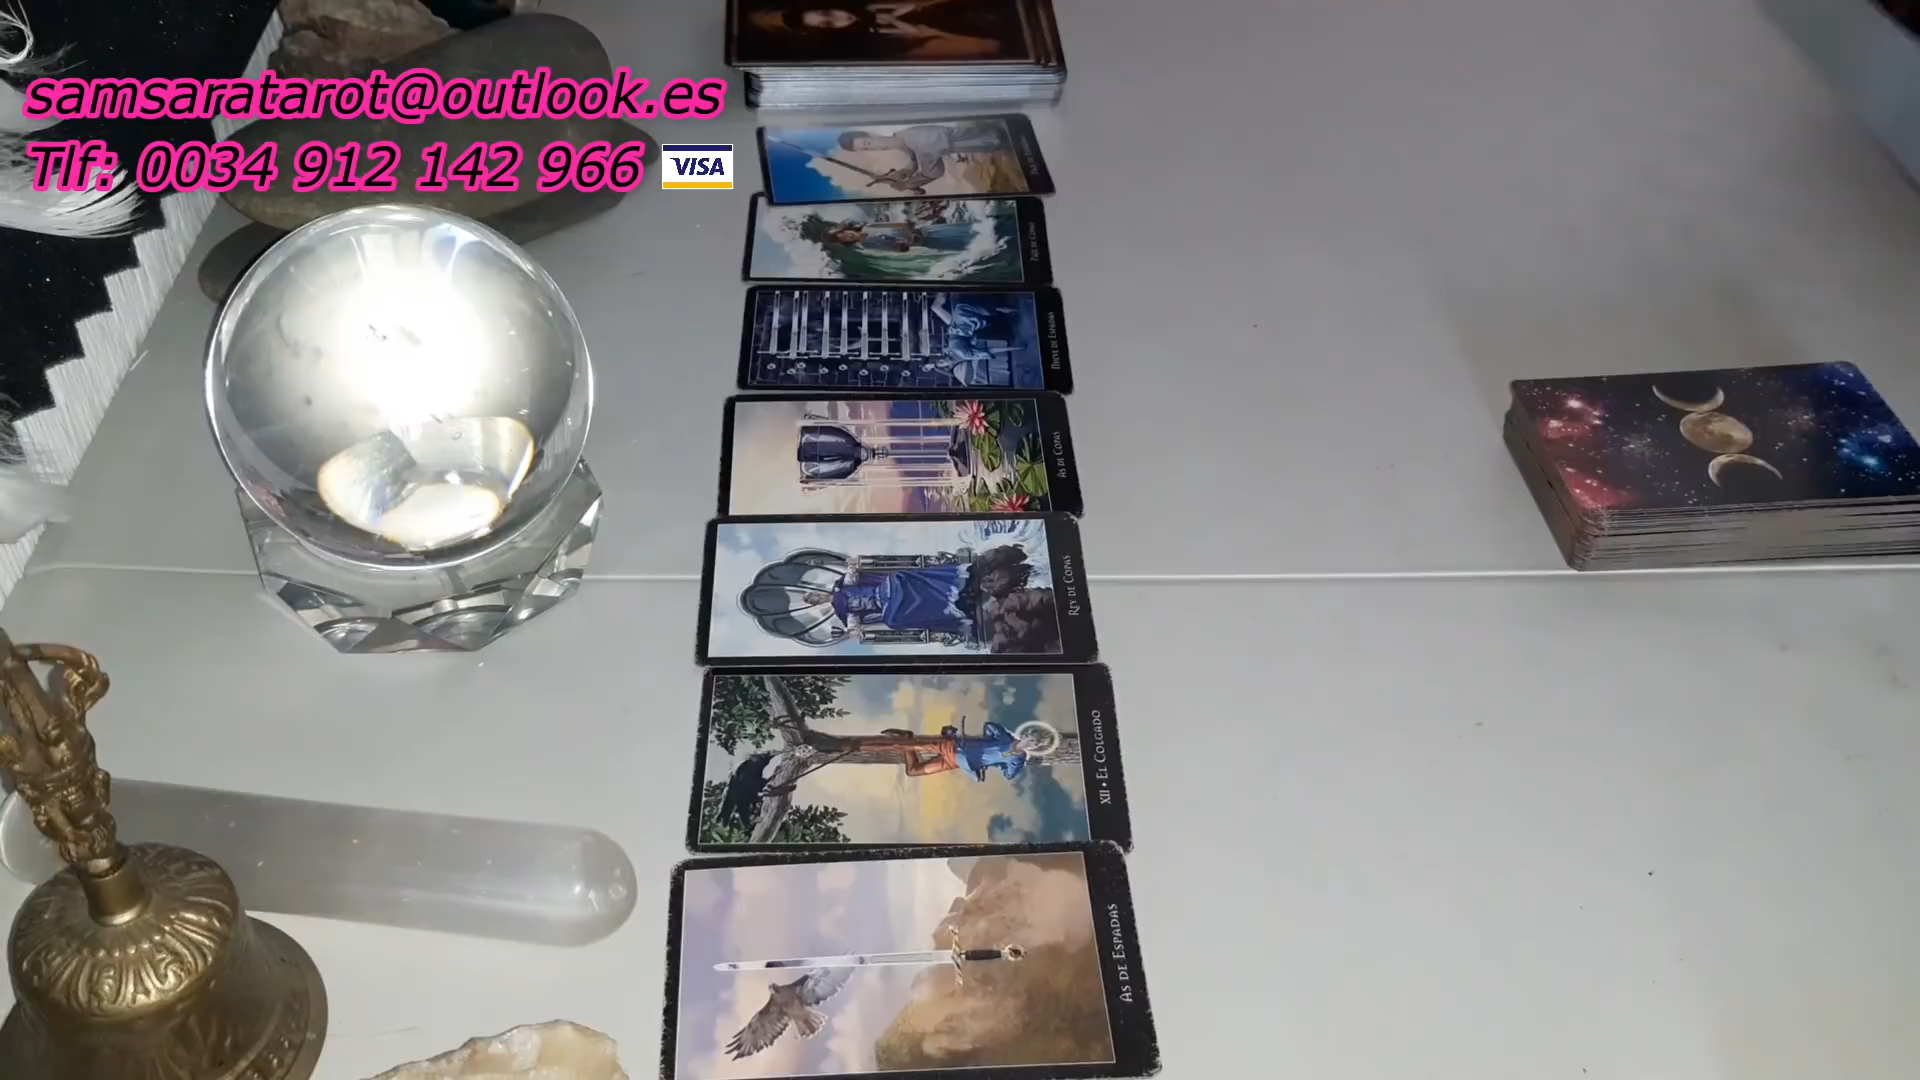 samsaratarot@outlook.es
Tlf: 0034 912 142 966 VISA
Nueve de Espadas
As de Copas
Rey de Copas
XII • El Colgado
As de Espadas